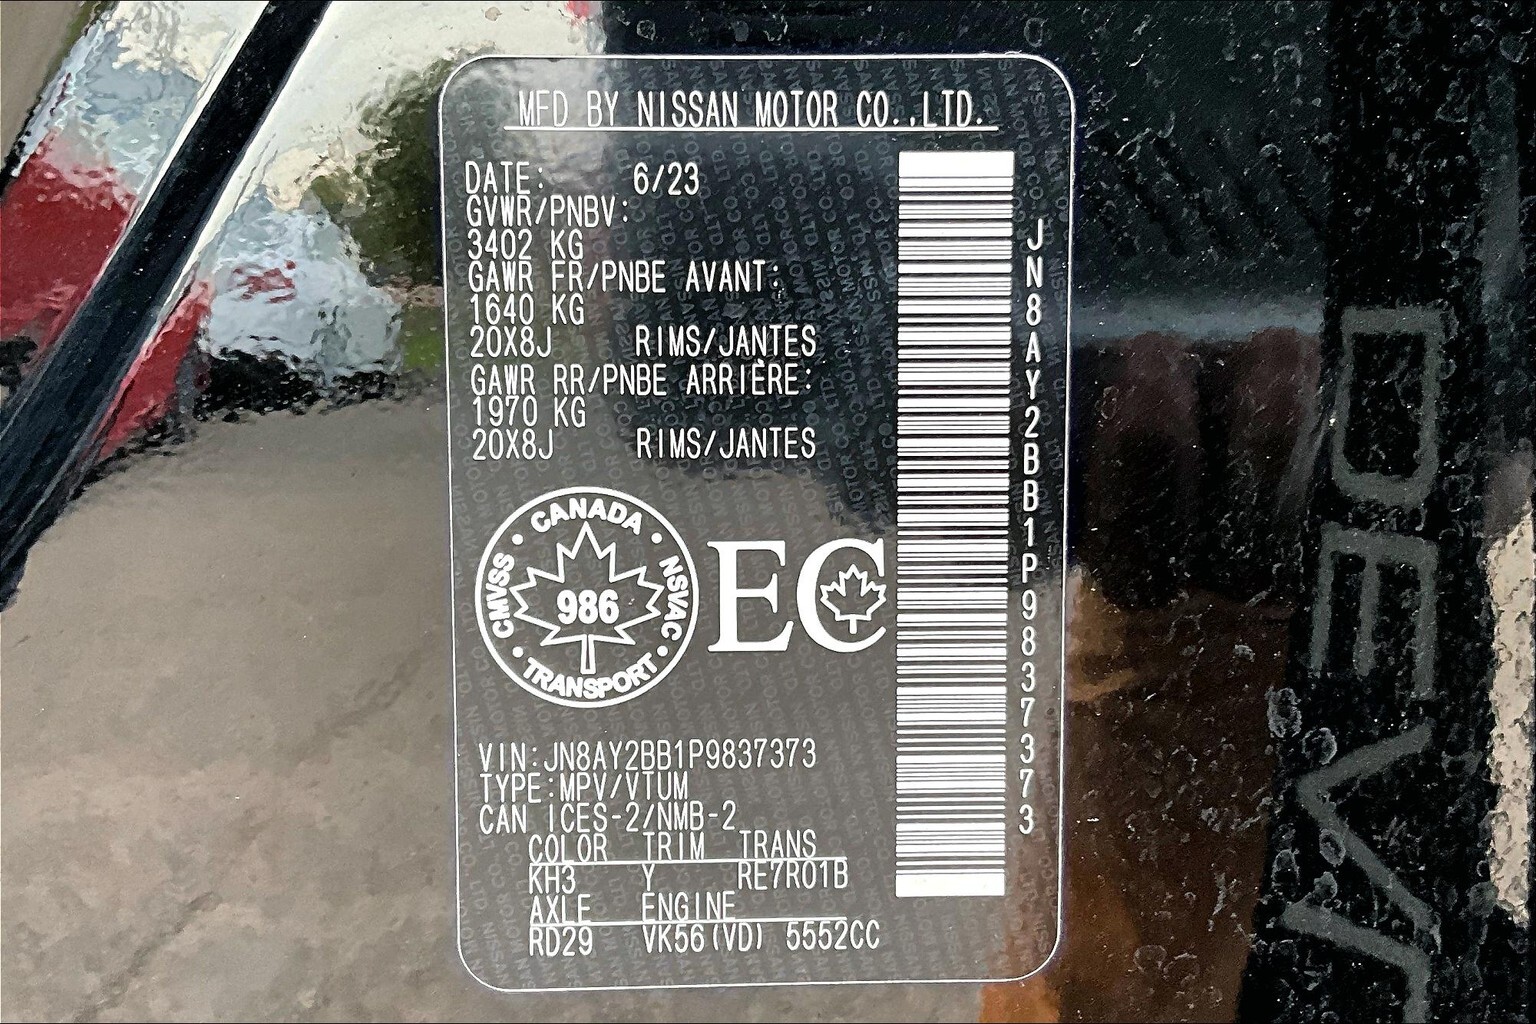 MFD BY NISSAN MOTOR CO.,LTD.
DATE: 6/23
GVWR/PNBV:
3402 KG
GAWR FR/PNBE AVANT:
1640 KG
20X8J RIMS/JANTES
GAWR RR/PNBE ARRIÈRE:
1970 KG
20X8J RIMS/JANTES
CANADA
CMVSS
NSVAC
986
TRANSPORT
EC
VIN:JN8AY2BB1P9837373
TYPE:MPV/VTUM
CAN ICES-2/NMB-2
COLOR TRIM TRANS
KH3 Y RE7R01B
AXLE ENGINE
RD29 VK56(VD) 5552CC
JN8AY2BB1P9837373